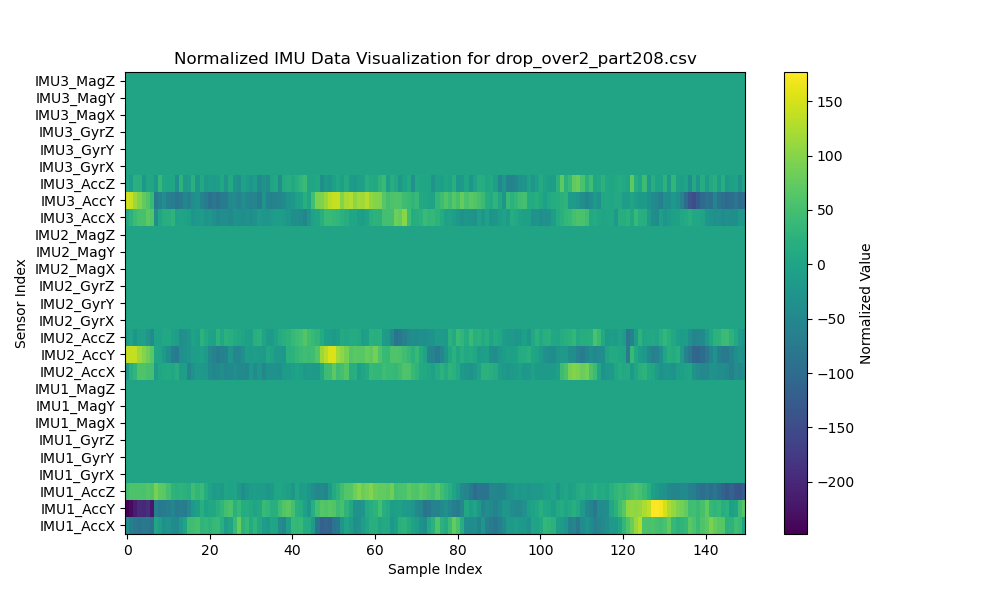 Normalized IMU Data Visualization for drop_over2_part208.csv
IMU3_MagZ
IMU3_MagY
IMU3_MagX
IMU3_GyrZ
IMU3_GyrY
IMU3_GyrX
IMU3_AccZ
IMU3_AccY
IMU3_AccX
IMU2_MagZ
IMU2_MagY
IMU2_MagX
IMU2_GyrZ
IMU2_GyrY
IMU2_GyrX
IMU2_AccZ
IMU2_AccY
IMU2_AccX
IMU1_MagZ
IMU1_MagY
IMU1_MagX
IMU1_GyrZ
IMU1_GyrY
IMU1_GyrX
IMU1_AccZ
IMU1_AccY
IMU1_AccX
Sensor Index
0 20 40 60 80 100 120 140
Sample Index
150
100
50
0
−50
−100
−150
−200
Normalized Value